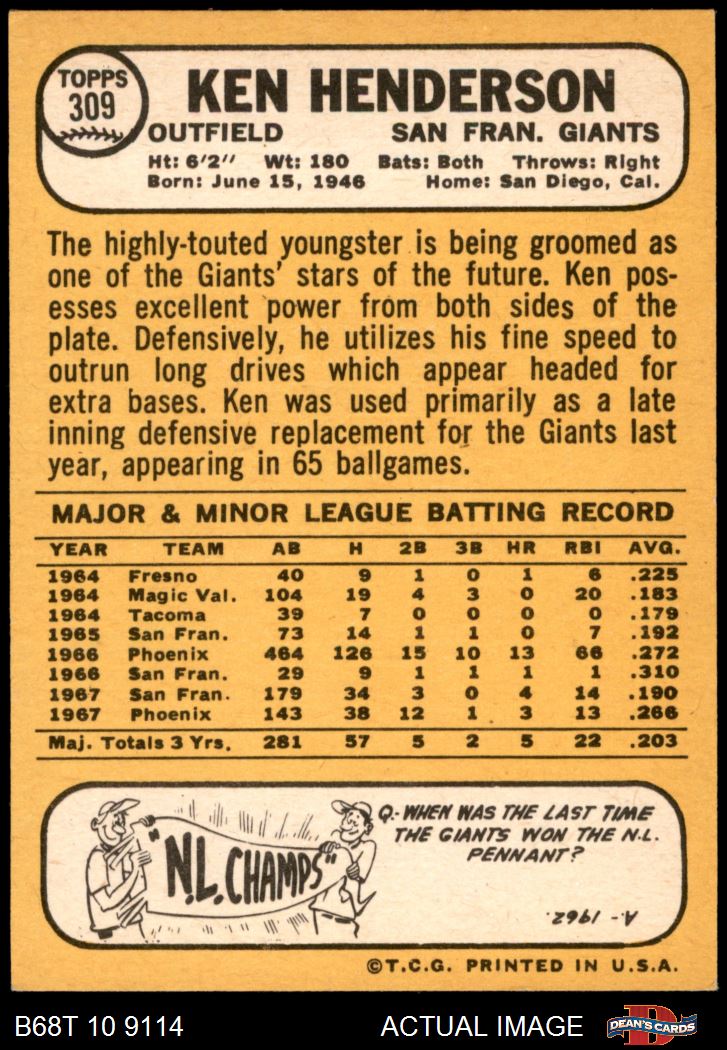 TOPPS
309
KEN HENDERSON
OUTFIELD SAN FRAN. GIANTS
Ht: 6'2" Wt: 180 Bats: Both Throws: Right
Born: June 15, 1946 Home: San Diego, Cal.
The highly-touted youngster is being groomed as
one of the Giants' stars of the future. Ken pos-
esses excellent power from both sides of the
plate. Defensively, he utilizes his fine speed to
outrun long drives which appear headed for
extra bases. Ken was used primarily as a late
inning defensive replacement for the Giants last
year, appearing in 65 ballgames.
MAJOR & MINOR LEAGUE BATTING RECORD
YEAR TEAM AB H 2B 3B HR RBI AVG.
1964 Fresno 40 9 1 0 1 6 .225
1964 Magic Val. 104 19 4 3 0 20 .183
1964 Tacoma 39 7 0 0 0 0 .179
1965 San Fran. 73 14 1 1 0 7 .192
1966 Phoenix 464 126 15 10 13 66 .272
1966 San Fran. 29 9 1 1 1 1 .310
1967 San Fran. 179 34 3 0 4 14 .190
1967 Phoenix 143 38 12 1 3 13 .266
Maj. Totals 3 Yrs. 281 57 5 2 5 22 .203
"N.L. CHAMPS"
Q.- WHEN WAS THE LAST TIME
THE GIANTS WON THE N.L.
PENNANT?
A.- 1962.
©T.C.G. PRINTED IN U.S.A.
B68T 10 9114 ACTUAL IMAGE D DEAN'S CARDS